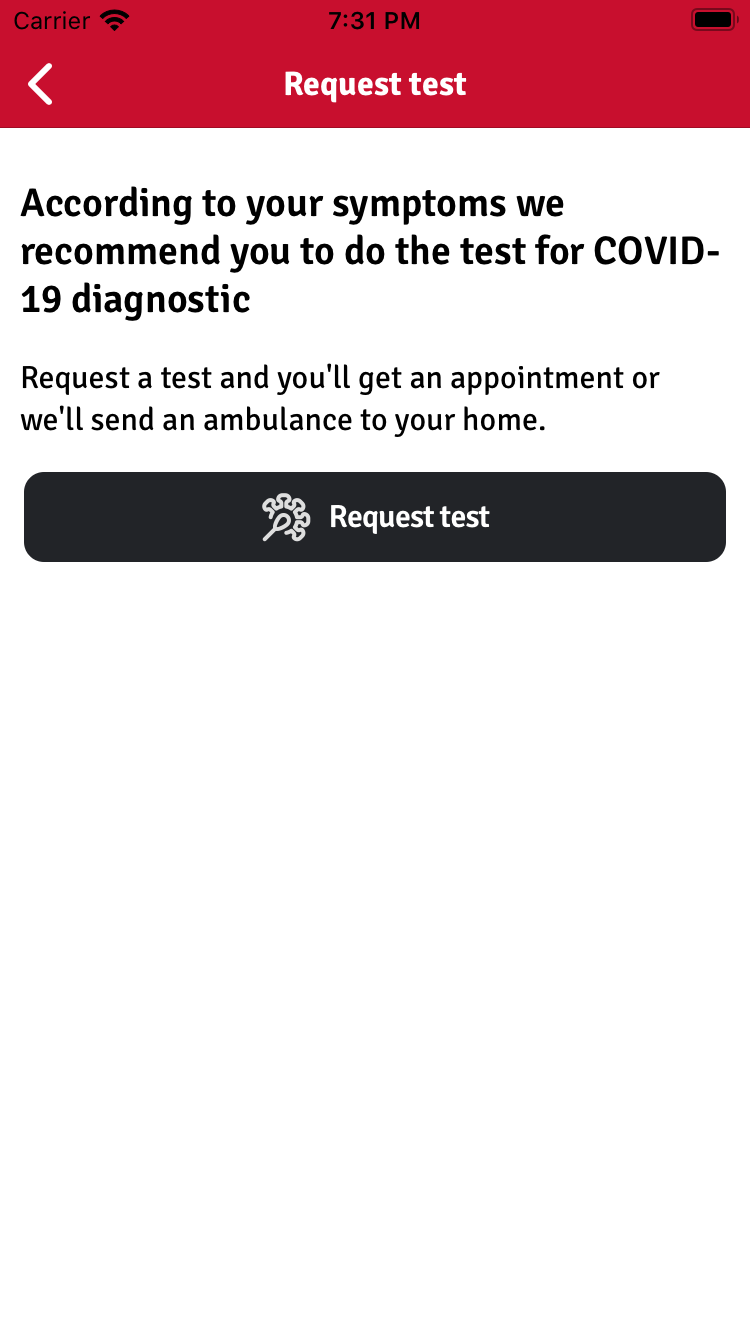 Carrier 7:31 PM
Request test
According to your symptoms we
recommend you to do the test for COVID-
19 diagnostic
Request a test and you'll get an appointment or
we'll send an ambulance to your home.
Request test